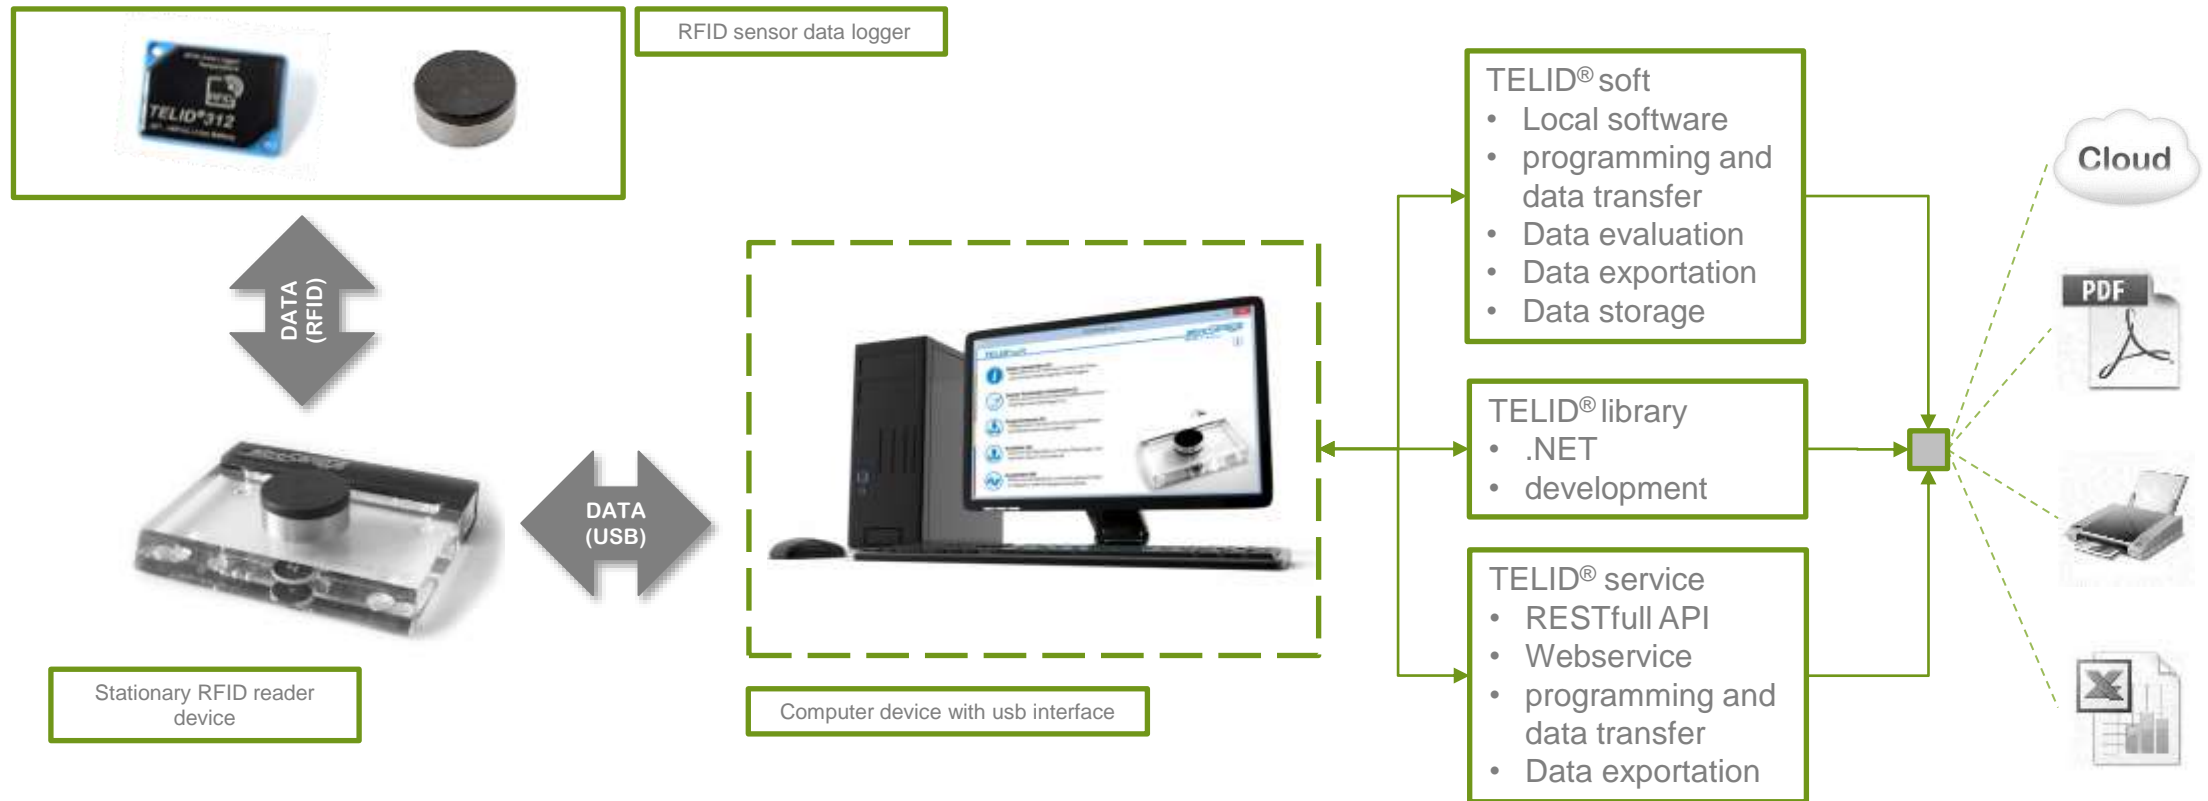 RFID sensor data logger
TELID®312
DATA
(RFID)
Stationary RFID reader
device
DATA
(USB)
Computer device with usb interface
TELID® soft
• Local software
• programming and
data transfer
• Data evaluation
• Data exportation
• Data storage
TELID® library
• .NET
• development
TELID® service
• RESTfull API
• Webservice
• programming and
data transfer
• Data exportation
Cloud
PDF